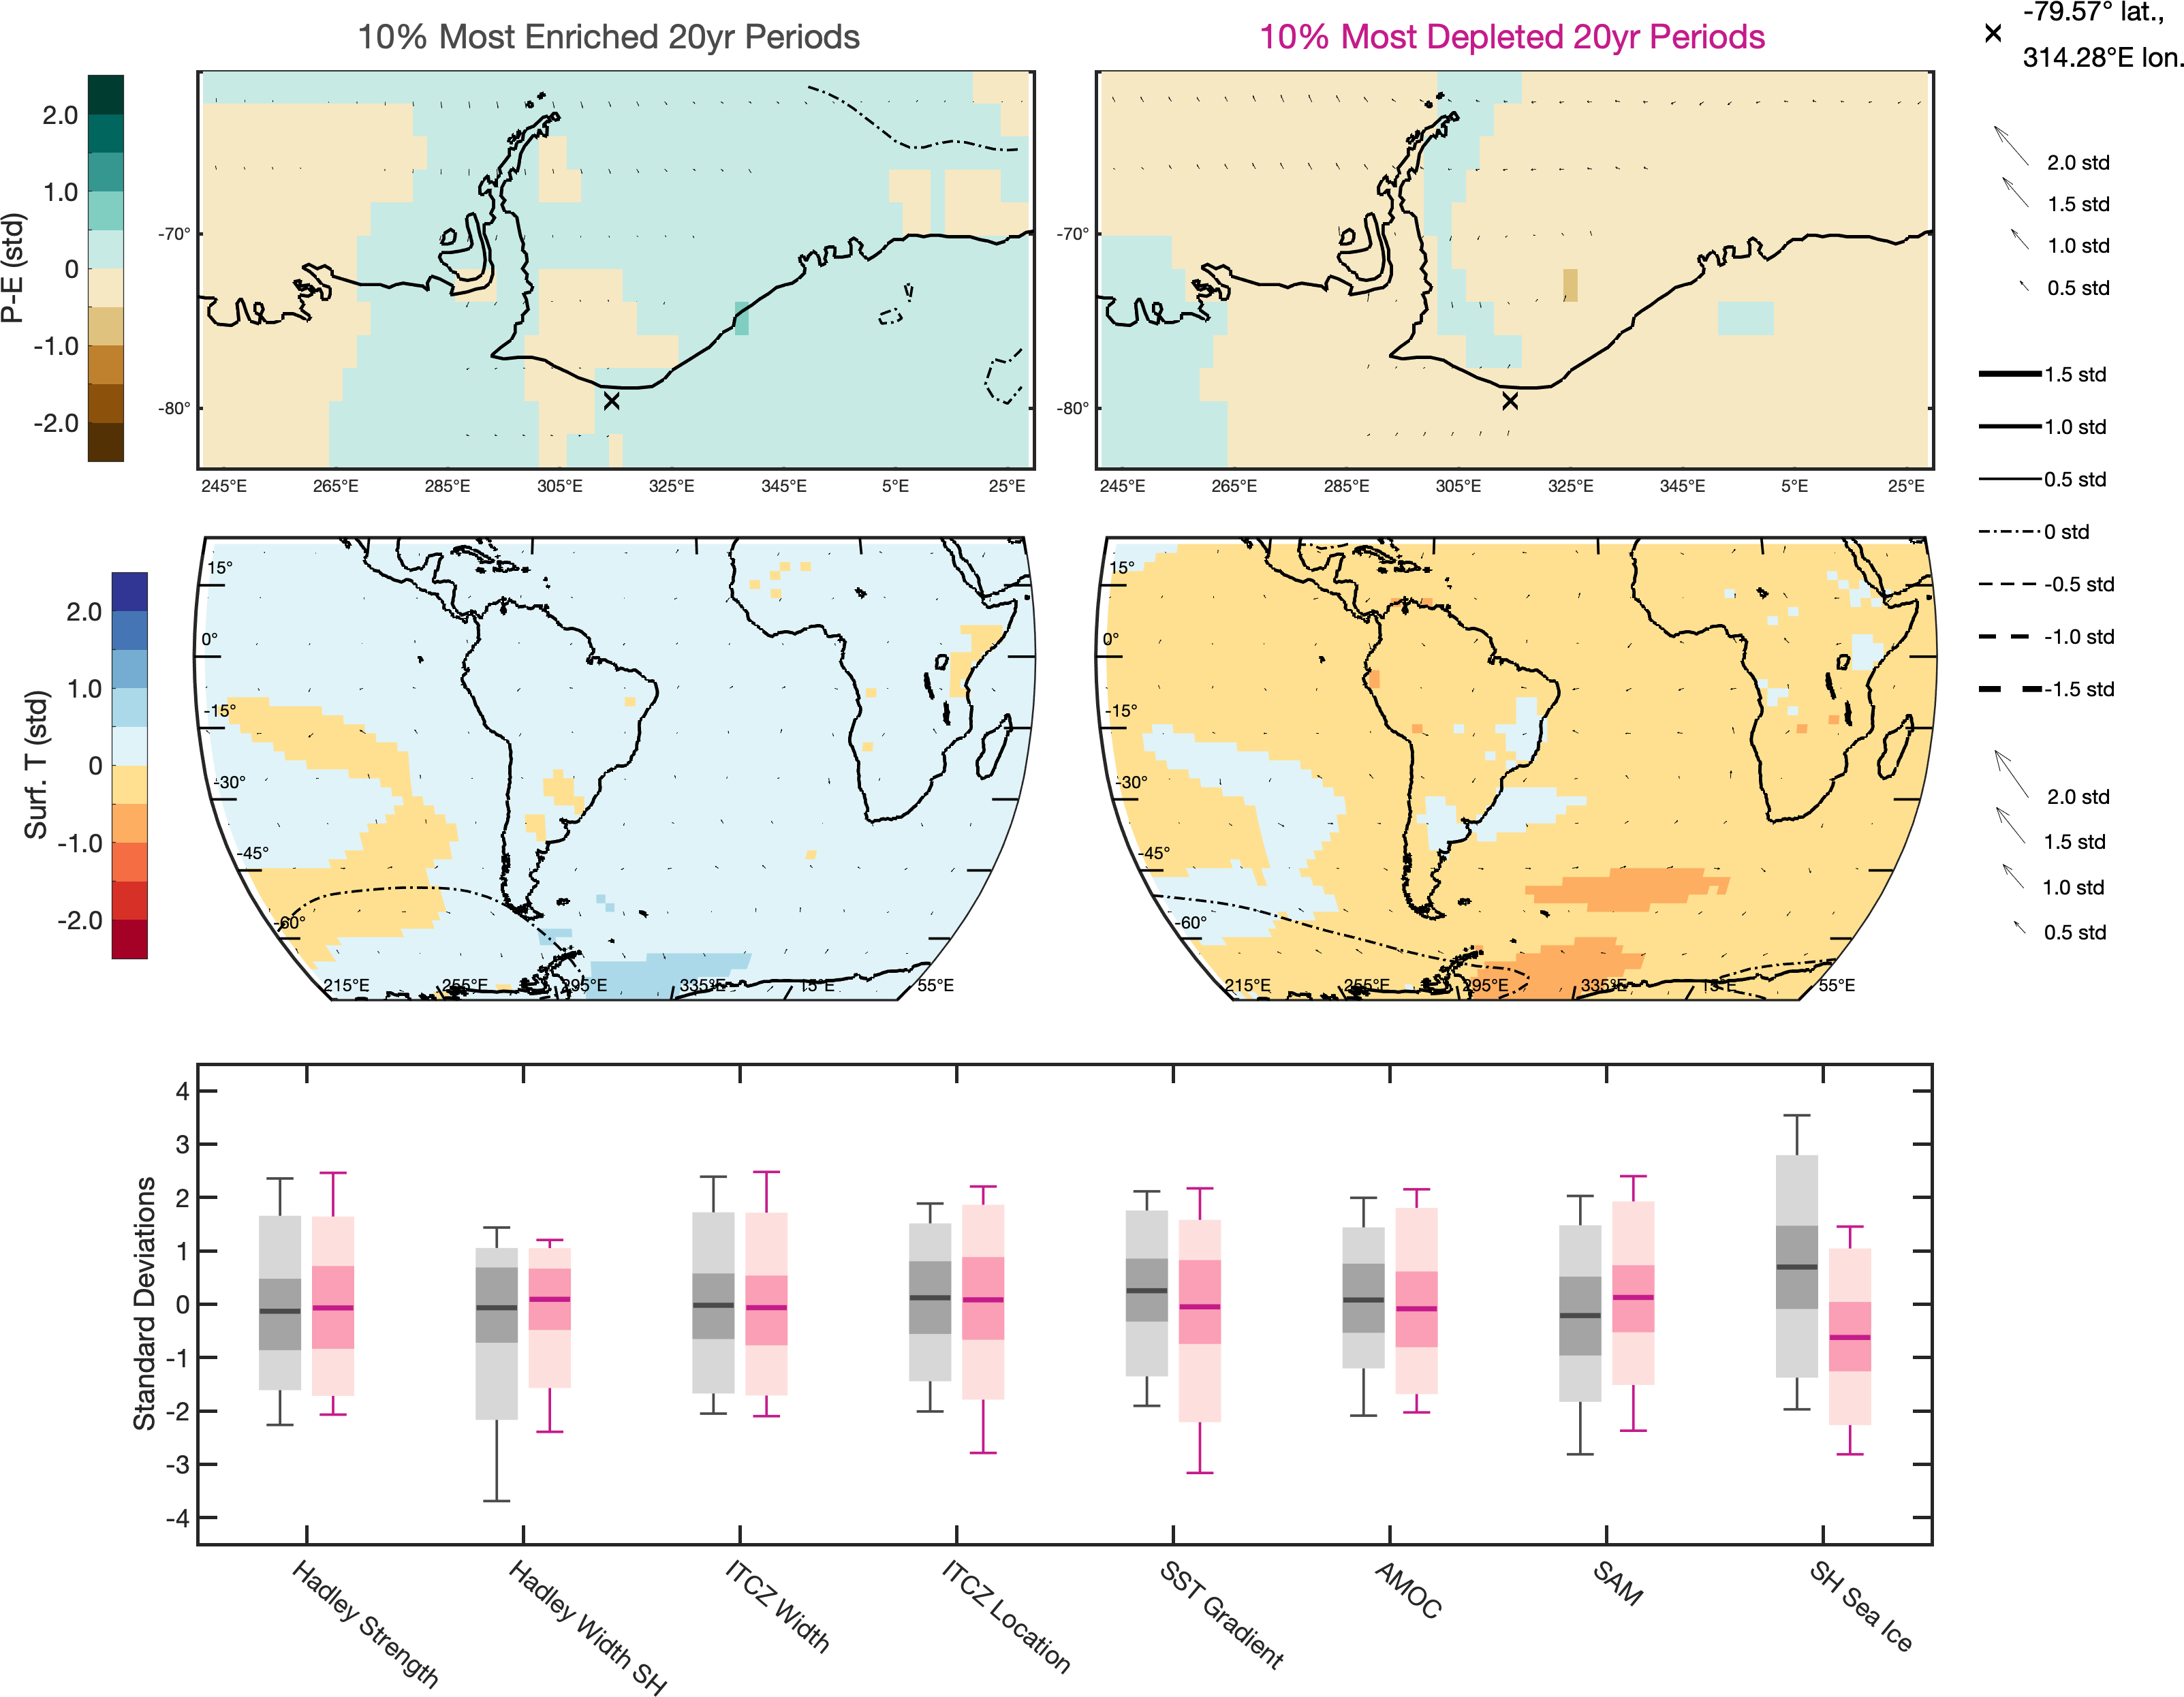 10% Most Enriched 20yr Periods
10% Most Depleted 20yr Periods
-79.57° lat.,
314.28°E lon.
P-E (std)
2.0
1.0
0
-1.0
-2.0
-70°
-80°
245°E 265°E 285°E 305°E 325°E 345°E 5°E 25°E
-70°
-80°
245°E 265°E 285°E 305°E 325°E 345°E 5°E 25°E
2.0 std
1.5 std
1.0 std
0.5 std
1.5 std
1.0 std
0.5 std
0 std
-0.5 std
-1.0 std
-1.5 std
Surf. T (std)
2.0
1.0
0
-1.0
-2.0
15°
0°
-15°
-30°
-45°
-60°
215°E 255°E 295°E 335°E 15°E 55°E
15°
0°
-15°
-30°
-45°
-60°
215°E 255°E 295°E 335°E 15°E 55°E
2.0 std
1.5 std
1.0 std
0.5 std
Standard Deviations
4
3
2
1
0
-1
-2
-3
-4
Hadley Strength
Hadley Width SH
ITCZ Width
ITCZ Location
SST Gradient
AMOC
SAM
SH Sea Ice